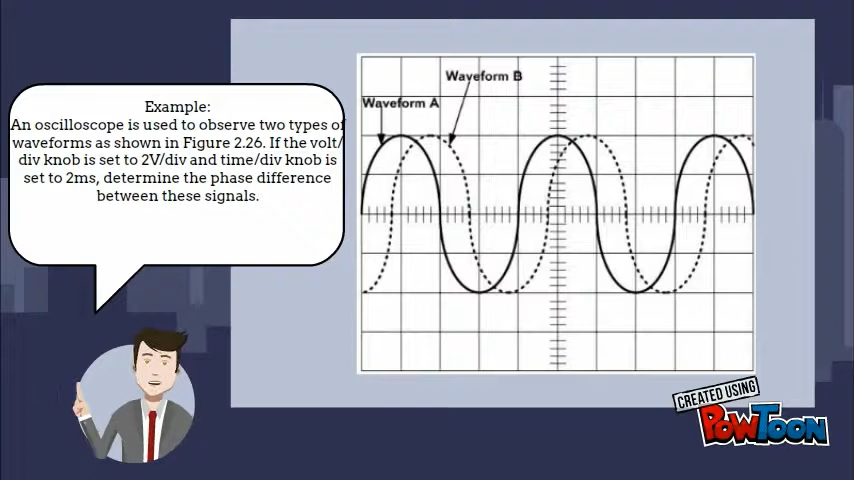 Example:
An oscilloscope is used to observe two types of
waveforms as shown in Figure 2.26. If the volt/
div knob is set to 2V/div and time/div knob is
set to 2ms, determine the phase difference
between these signals.
Waveform B
Waveform A
CREATED USING
POWTOON